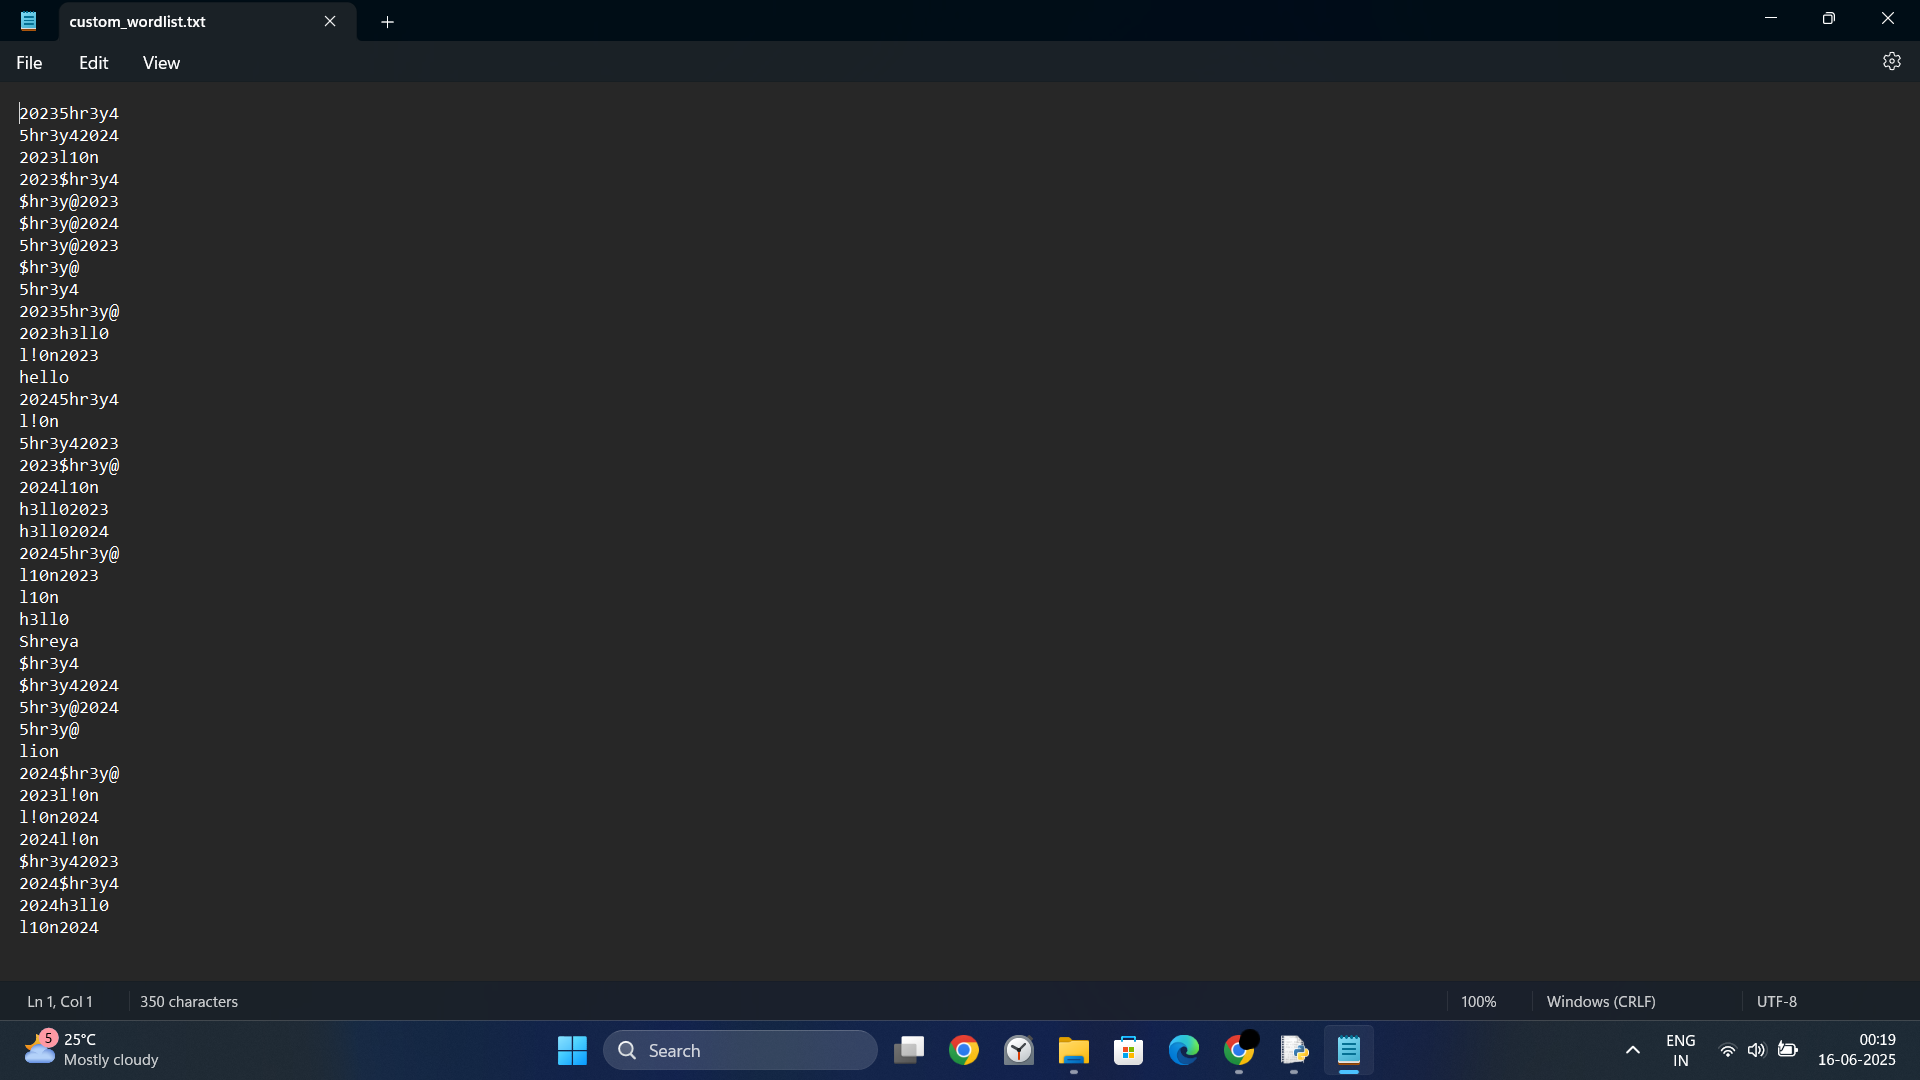 custom_wordlist.txt
File Edit View
20235hr3y4
5hr3y42024
2023l10n
2023$hr3y4
$hr3y@2023
$hr3y@2024
5hr3y@2023
$hr3y@
5hr3y4
20235hr3y@
2023h3ll0
l!0n2023
hello
20245hr3y4
l!0n
5hr3y42023
2023$hr3y@
2024l10n
h3ll02023
h3ll02024
20245hr3y@
l10n2023
l10n
h3ll0
Shreya
$hr3y4
$hr3y42024
5hr3y@2024
5hr3y@
lion
2024$hr3y@
2023l!0n
l!0n2024
2024l!0n
$hr3y42023
2024$hr3y4
2024h3ll0
l10n2024
Ln 1, Col 1 350 characters 100% Windows (CRLF) UTF-8
5 25°C
Mostly cloudy
Search
ENG
IN
00:19
16-06-2025